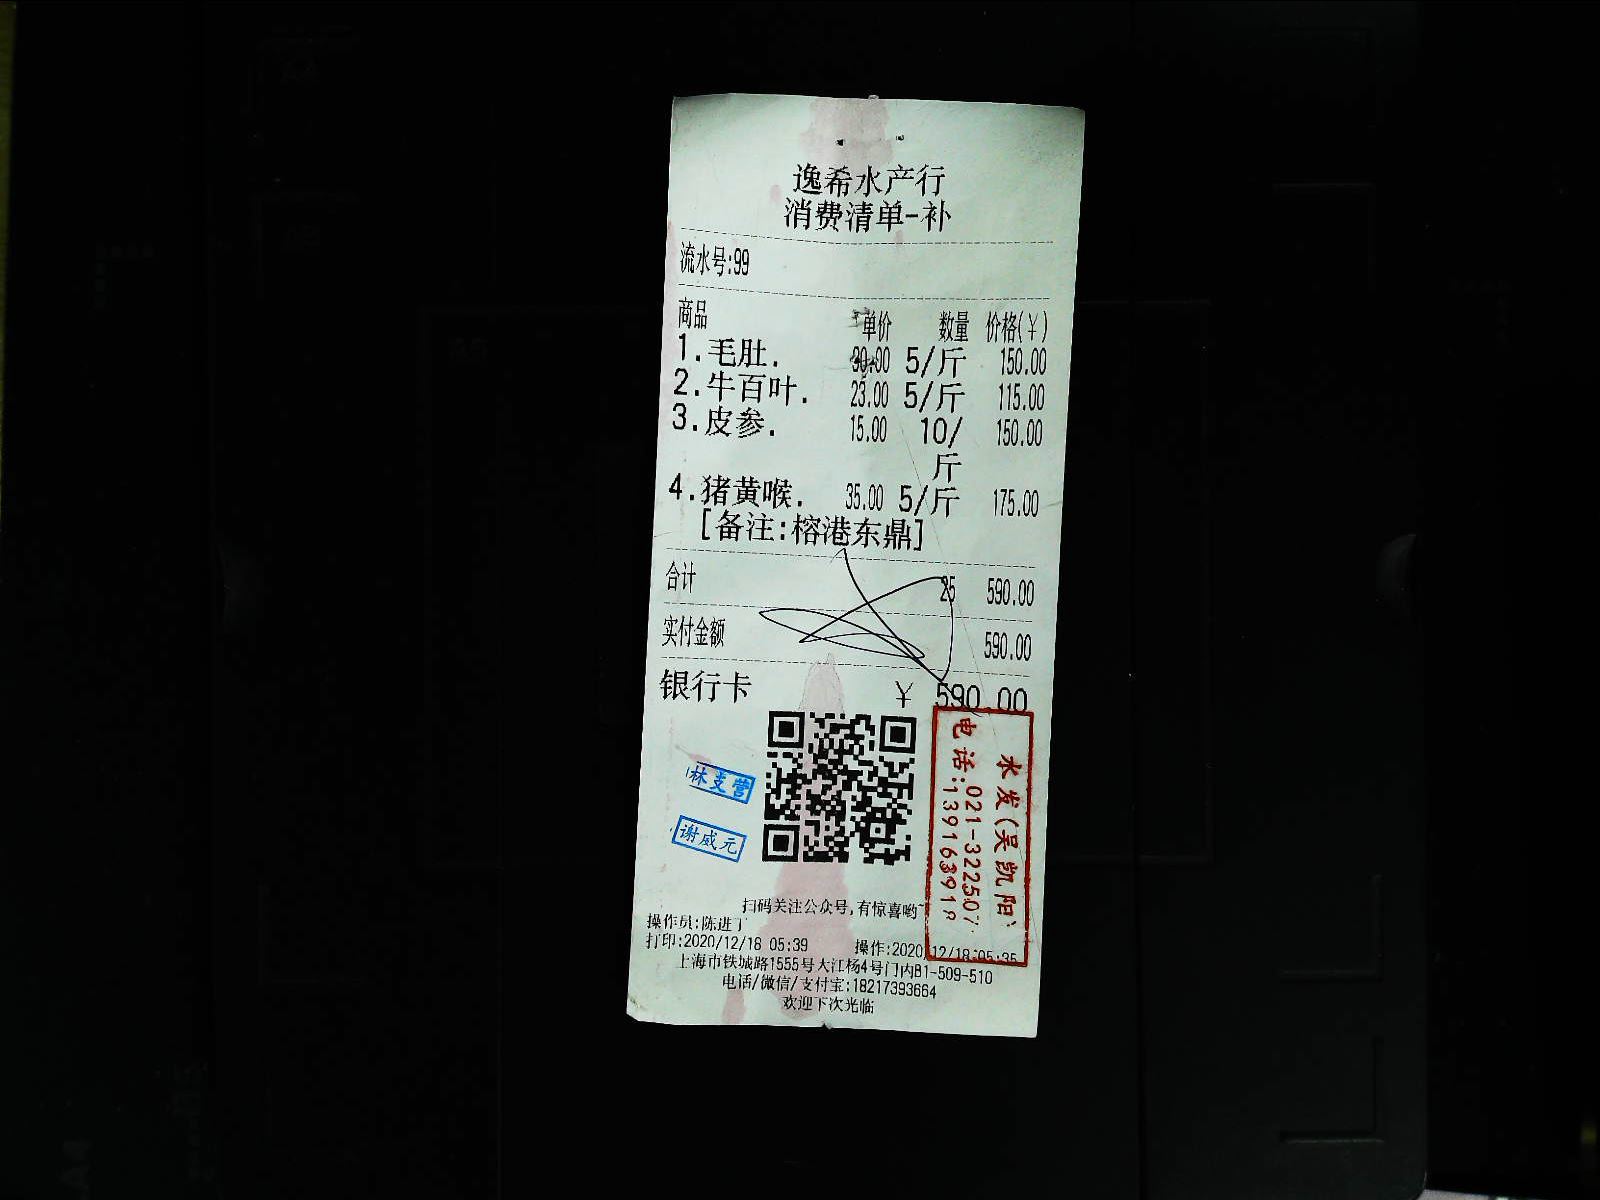 逸希水产行
消费清单-补
流水号:99
商品 单价 数量 价格(￥)
1.毛肚. 30.00 5/斤 150.00
2.牛百叶. 23.00 5/斤 115.00
3.皮参. 15.00 10/斤 150.00
4.猪黄喉. 35.00 5/斤 175.00
[备注:榕港东鼎]
合计 25 590.00
实付金额 590.00
银行卡 ￥ 590.00
水发(吴凯阳)
电话:021-322507
13916391
林支营
谢威元
扫码关注公众号,有惊喜哟~
操作员:陈进丁
打印:2020/12/18 05:39 操作:2020/12/18 05:35
上海市铁城路1555号大江杨4号门内B1-509-510
电话/微信/支付宝:18217393664
欢迎下次光临